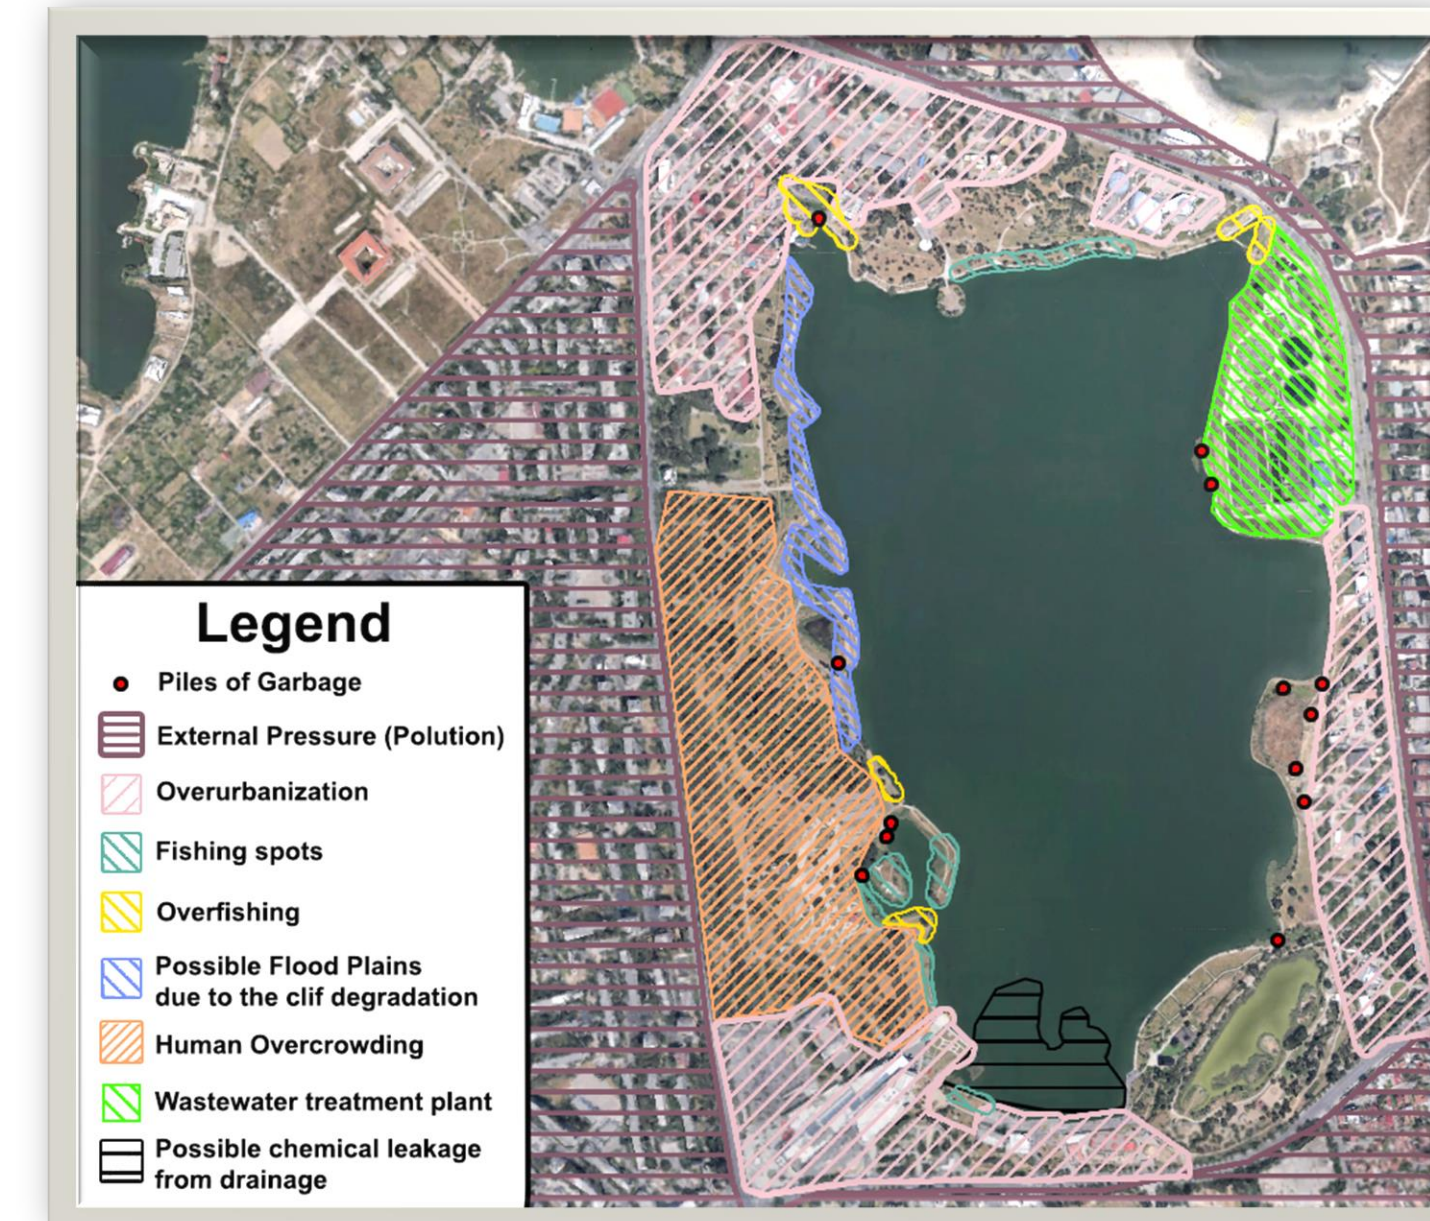 Legend
Piles of Garbage
External Pressure (Polution)
Overurbanization
Fishing spots
Overfishing
Possible Flood Plains
due to the clif degradation
Human Overcrowding
Wastewater treatment plant
Possible chemical leakage
from drainage